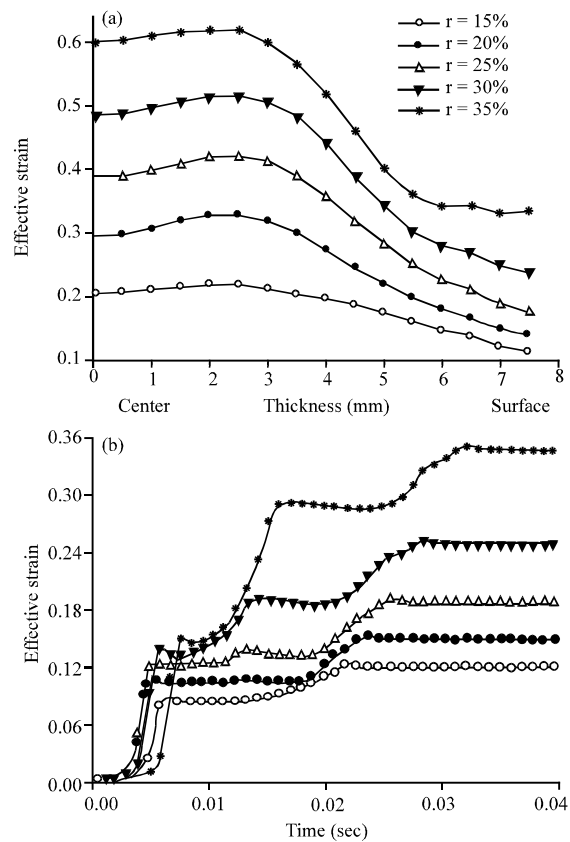 (a)
r = 15%
r = 20%
r = 25%
r = 30%
r = 35%
0.6
0.5
0.4
0.3
0.2
0.1
Effective strain
0 1 2 3 4 5 6 7 8
Center Thickness (mm) Surface
(b)
0.36
0.30
0.24
0.18
0.12
0.06
0.00
Effective strain
0.00 0.01 0.02 0.03 0.04
Time (sec)